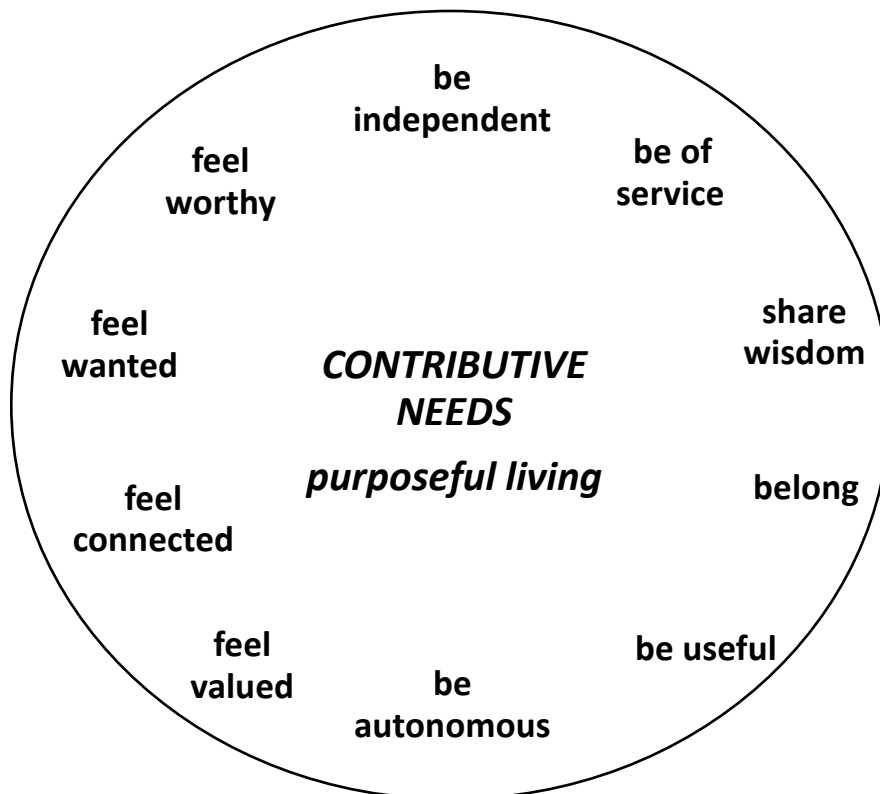 be
independent
be of
service
share
wisdom
belong
be useful
be
autonomous
feel
valued
feel
connected
feel
wanted
feel
worthy
CONTRIBUTIVE
NEEDS
purposeful living